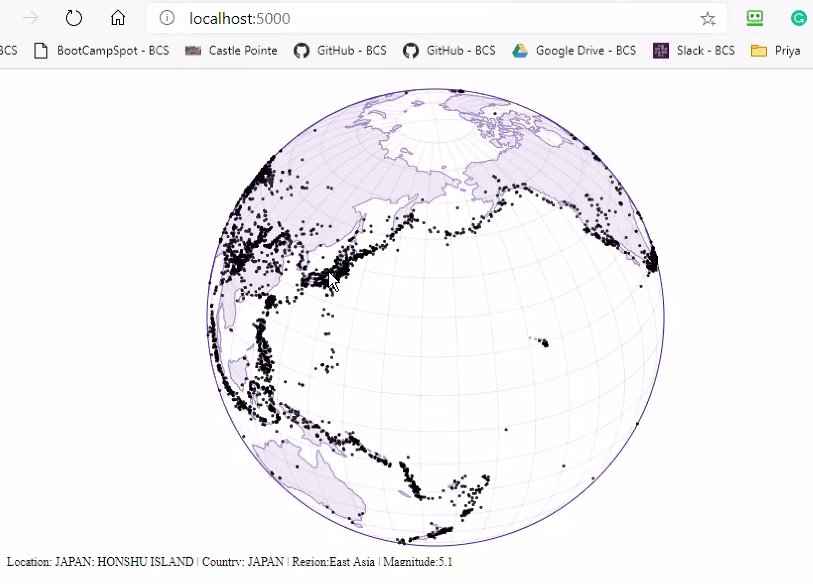 localhost:5000
BCS BootCampSpot - BCS Castle Pointe GitHub - BCS GitHub - BCS Google Drive - BCS Slack - BCS Priya
Location: JAPAN: HONSHU ISLAND | Country: JAPAN | Region:East Asia | Magnitude:5.1